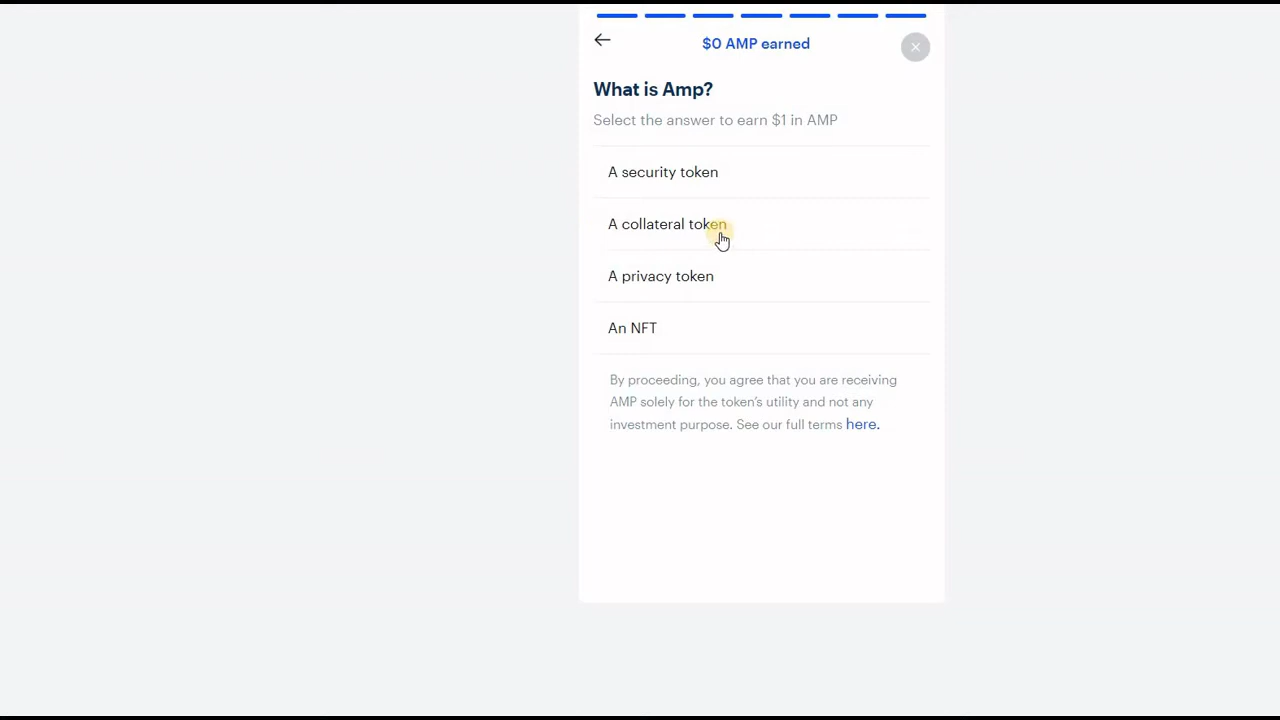 $0 AMP earned
What is Amp?
Select the answer to earn $1 in AMP
A security token
A collateral token
A privacy token
An NFT
By proceeding, you agree that you are receiving
AMP solely for the token’s utility and not any
investment purpose. See our full terms here.